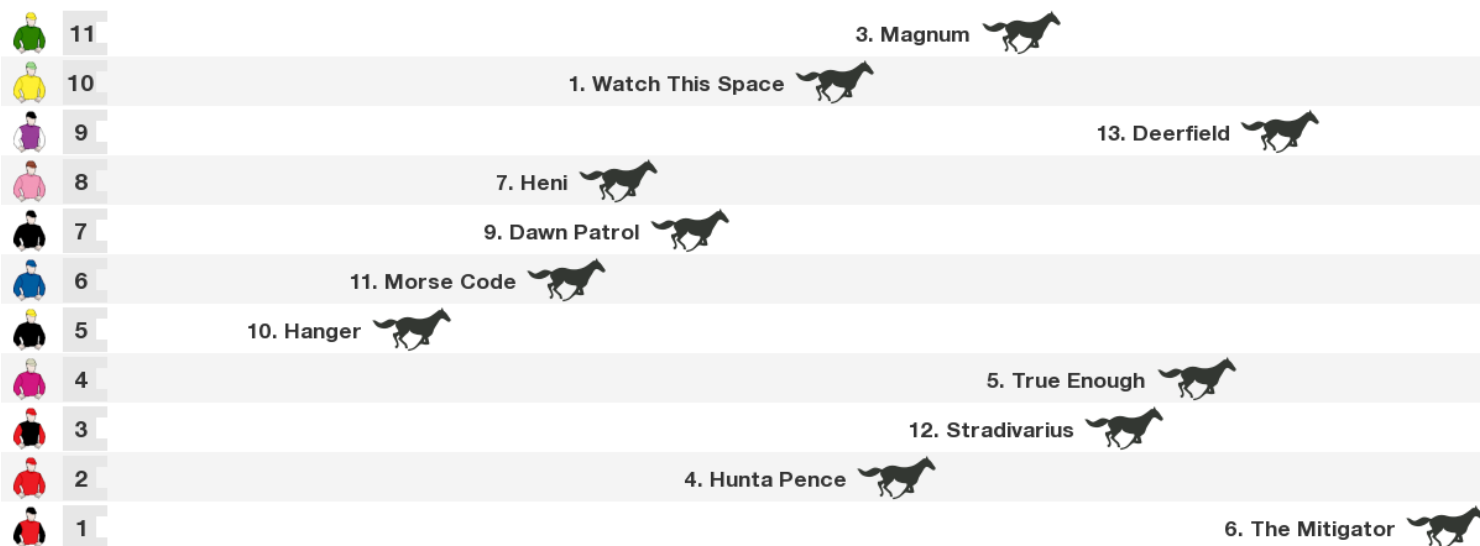 11 3. Magnum
10 1. Watch This Space
9 13. Deerfield
8 7. Heni
7 9. Dawn Patrol
6 11. Morse Code
5 10. Hanger
4 5. True Enough
3 12. Stradivarius
2 4. Hunta Pence
1 6. The Mitigator